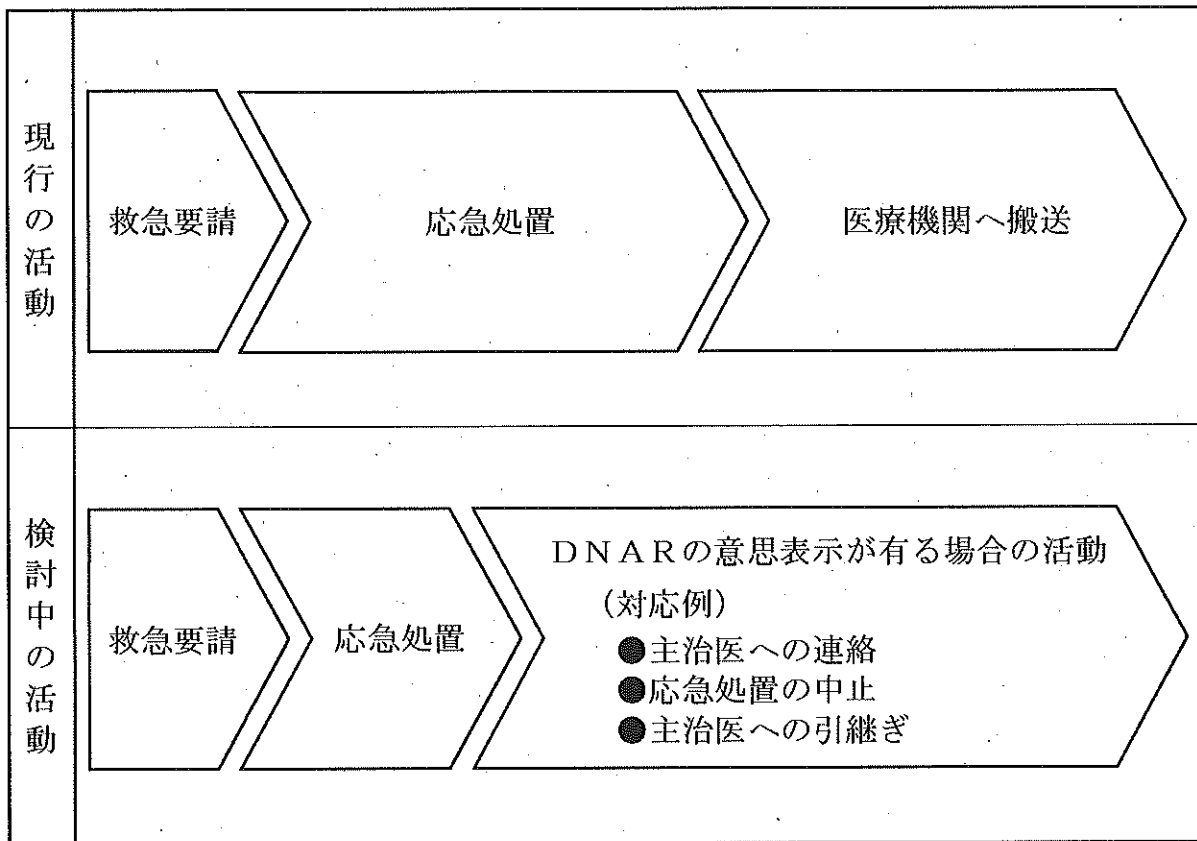 現行の活動
救急要請
応急処置
医療機関へ搬送
検討中の活動
救急要請
応急処置
DNARの意思表示が有る場合の活動
(対応例)
●主治医への連絡
●応急処置の中止
●主治医への引継ぎ